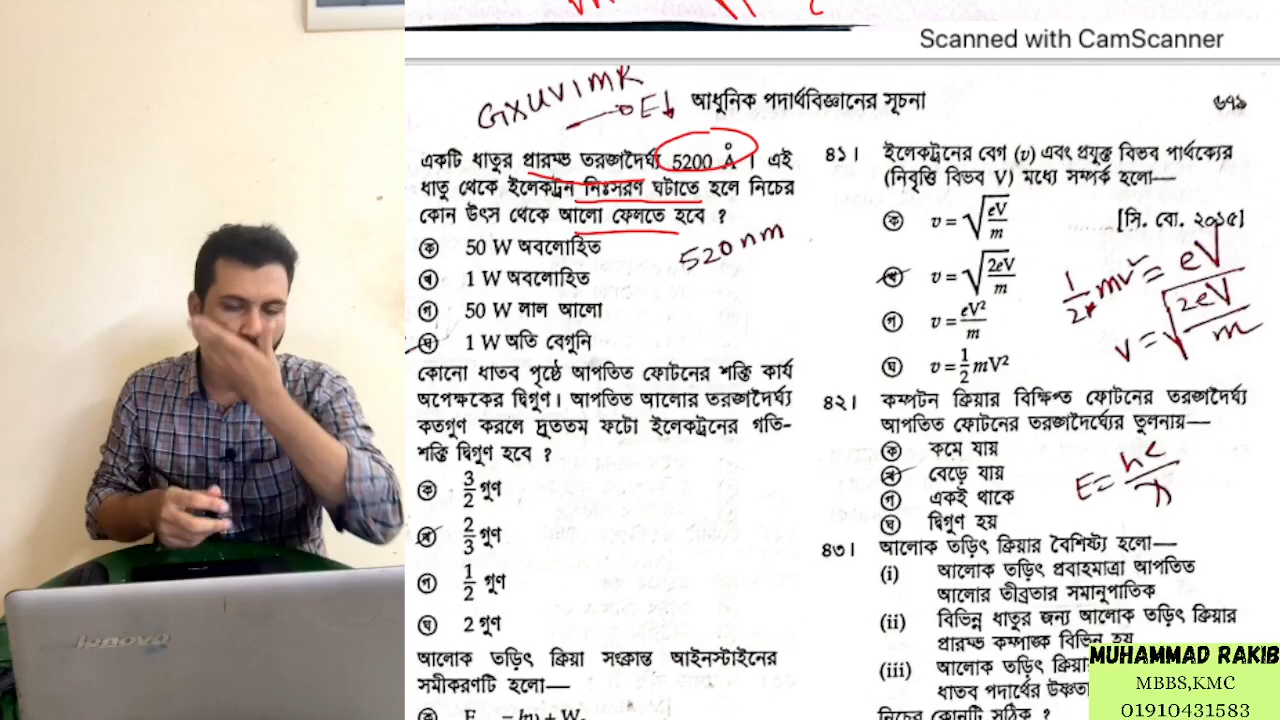 Scanned with CamScanner
GXUVIMR
E↓
আধুনিক পদার্থবিজ্ঞানের সূচনা
৬৭৯
একটি ধাতুর প্রারম্ভ তরঙ্গদৈর্ঘ্য 5200 Å । এই
ধাতু থেকে ইলেকট্রন নিঃসরণ ঘটাতে হলে নিচের
কোন উৎস থেকে আলো ফেলতে হবে ?
520nm
ক 50 W অবলোহিত
খ 1 W অবলোহিত
গ 50 W লাল আলো
ঘ 1 W অতি বেগুনি
কোনো ধাতব পৃষ্ঠে আপতিত ফোটনের শক্তি কার্য
অপেক্ষকের দ্বিগুণ। আপতিত আলোর তরঙ্গদৈর্ঘ্য
কতগুণ করলে দ্রুততম ফটো ইলেকট্রনের গতি-
শক্তি দ্বিগুণ হবে ?
ক 3/2 গুণ
খ 2/3 গুণ
গ 1/2 গুণ
ঘ 2 গুণ
আলোক তড়িৎ ক্রিয়া সংক্রান্ত আইনস্টাইনের
সমীকরণটি হলো—
৪১। ইলেকট্রনের বেগ (v) এবং প্রযুক্ত বিভব পার্থক্যের
(নিবৃত্তি বিভব V) মধ্যে সম্পর্ক হলো—
ক v = √(eV/m) [সি. বো. ২০১৫]
খ v = √(2eV/m)
গ v = eV²/m
ঘ v = 1/2 mV²
1/2 mv² = eV
v = √(2eV/m)
৪২। কম্পটন ক্রিয়ার বিক্ষিপ্ত ফোটনের তরঙ্গদৈর্ঘ্য
আপতিত ফোটনের তরঙ্গদৈর্ঘ্যের তুলনায়—
ক কমে যায়
খ বেড়ে যায়
গ একই থাকে
ঘ দ্বিগুণ হয়
E = hc/λ
৪৩। আলোক তড়িৎ ক্রিয়ার বৈশিষ্ট্য হলো—
(i) আলোক তড়িৎ প্রবাহমাত্রা আপতিত
আলোর তীব্রতার সমানুপাতিক
(ii) বিভিন্ন ধাতুর জন্য আলোক তড়িৎ ক্রিয়ার
প্রারম্ভ কম্পাঙ্ক বিভিন্ন হয়
(iii) আলোক তড়িৎ ক্রিয়া
ধাতব পদার্থের উষ্ণতা
নিচের কোনটি সঠিক ?
lenovo
MUHAMMAD RAKIB
MBBS,KMC
01910431583